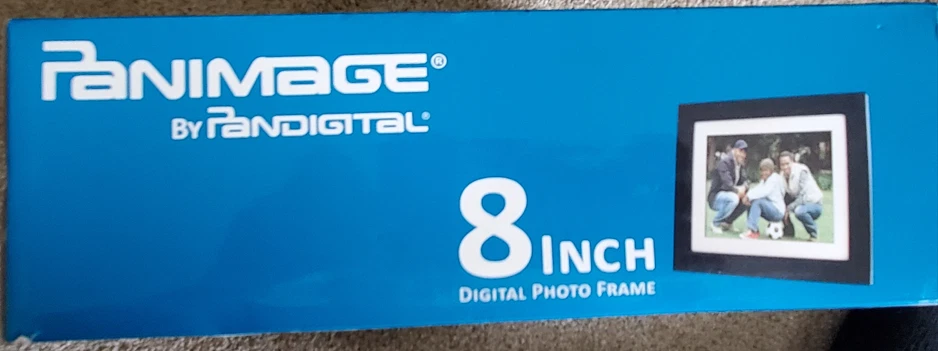 PANIMAGE®
BY PANDIGITAL®
8 INCH
DIGITAL PHOTO FRAME